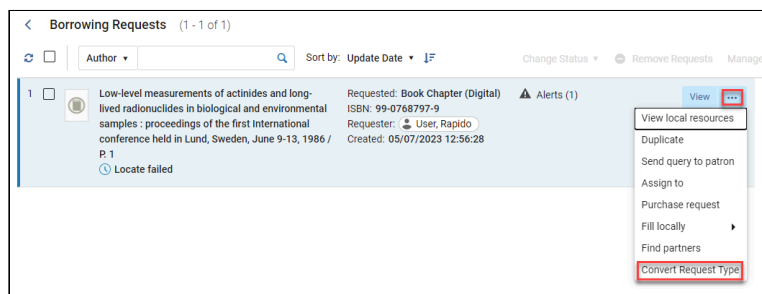 < Borrowing Requests (1 - 1 of 1)
Author Sort by: Update Date Change Status Remove Requests Manage
1 Low-level measurements of actinides and long-
lived radionuclides in biological and environmental
samples : proceedings of the first International
conference held in Lund, Sweden, June 9-13, 1986 /
P. 1
Locate failed
Requested: Book Chapter (Digital)
ISBN: 99-0768797-9
Requester: User, Rapido
Created: 05/07/2023 12:56:28
Alerts (1)
View ...
View local resources
Duplicate
Send query to patron
Assign to
Purchase request
Fill locally
Find partners
Convert Request Type